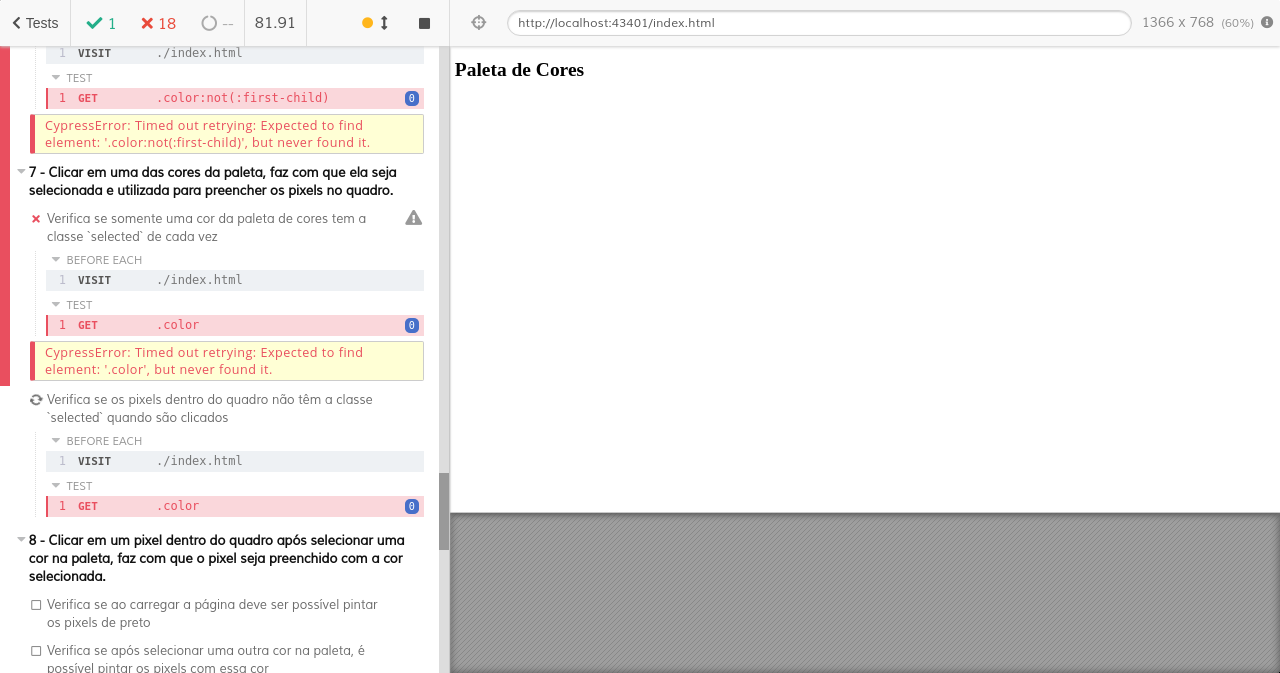 Tests
1
18
--
81.91
http://localhost:43401/index.html
1366 x 768 (60%)
1 VISIT ./index.html
TEST
1 GET .color:not(:first-child) 0
CypressError: Timed out retrying: Expected to find
element: '.color:not(:first-child)', but never found it.
7 - Clicar em uma das cores da paleta, faz com que ela seja
selecionada e utilizada para preencher os pixels no quadro.
Verifica se somente uma cor da paleta de cores tem a
classe `selected` de cada vez
BEFORE EACH
1 VISIT ./index.html
TEST
1 GET .color 0
CypressError: Timed out retrying: Expected to find
element: '.color', but never found it.
Verifica se os pixels dentro do quadro não têm a classe
`selected` quando são clicados
BEFORE EACH
1 VISIT ./index.html
TEST
1 GET .color 0
8 - Clicar em um pixel dentro do quadro após selecionar uma
cor na paleta, faz com que o pixel seja preenchido com a cor
selecionada.
Verifica se ao carregar a página deve ser possível pintar
os pixels de preto
Verifica se após selecionar uma outra cor na paleta, é
possível pintar os pixels com essa cor
Paleta de Cores